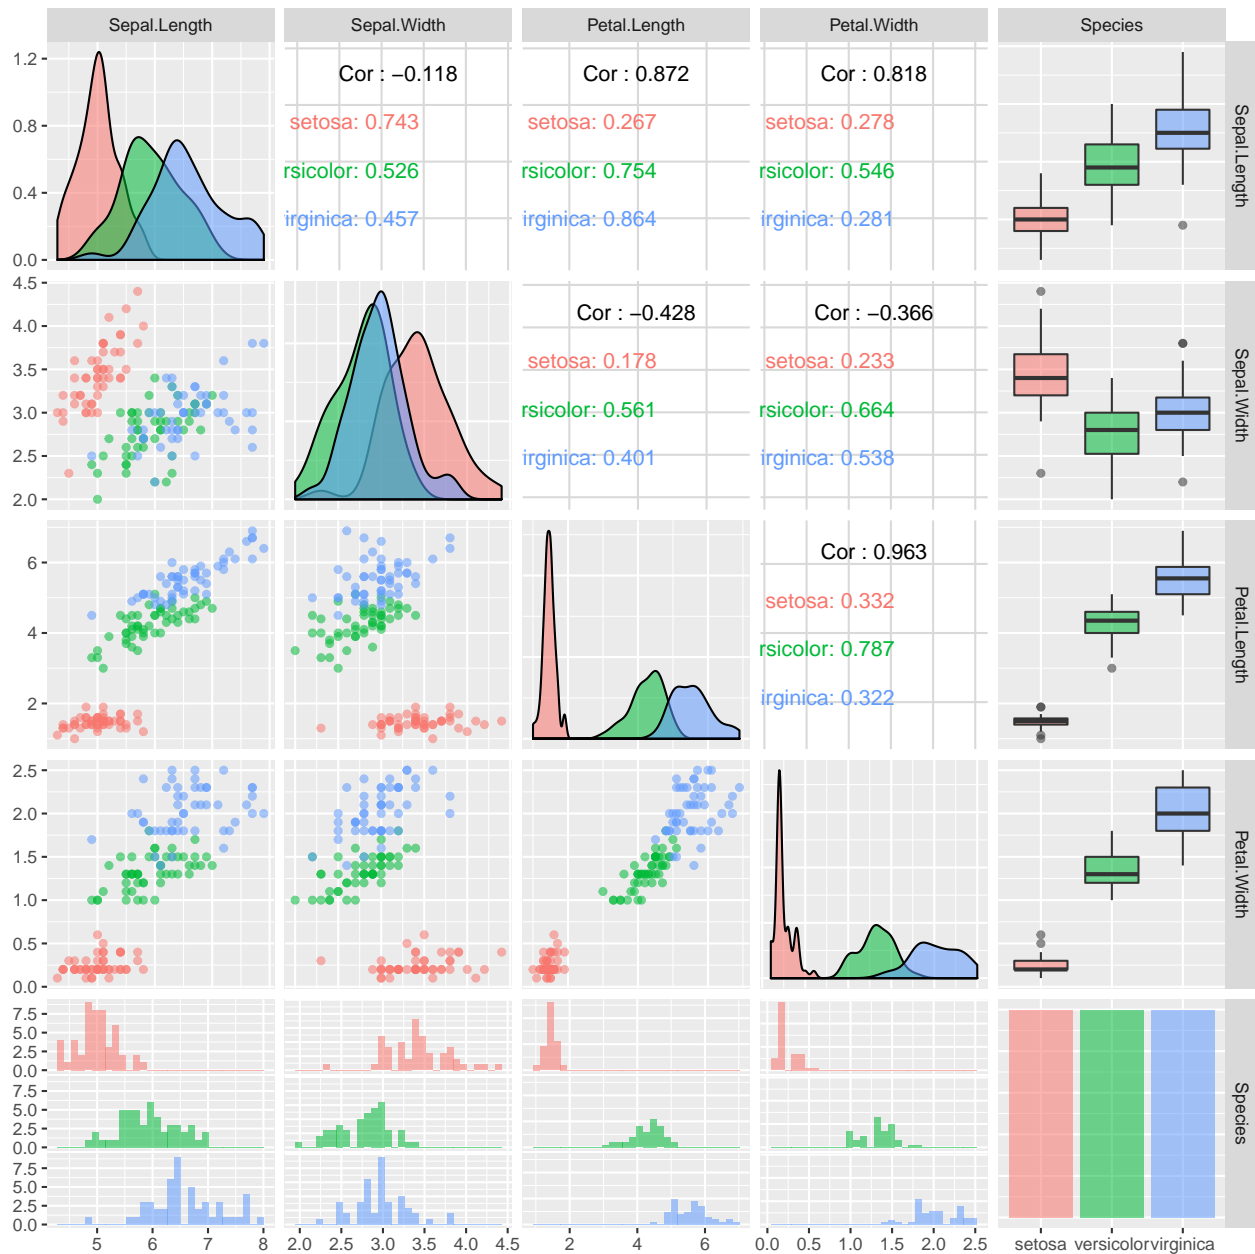 Sepal.Length Sepal.Width Petal.Length Petal.Width Species
1.2
0.8
0.4
0.0
Cor : −0.118
setosa: 0.743
rsicolor: 0.526
irginica: 0.457
Cor : 0.872
setosa: 0.267
rsicolor: 0.754
irginica: 0.864
Cor : 0.818
setosa: 0.278
rsicolor: 0.546
irginica: 0.281
Sepal.Length
4.5
4.0
3.5
3.0
2.5
2.0
Cor : −0.428
setosa: 0.178
rsicolor: 0.561
irginica: 0.401
Cor : −0.366
setosa: 0.233
rsicolor: 0.664
irginica: 0.538
Sepal.Width
6
4
2
Cor : 0.963
setosa: 0.332
rsicolor: 0.787
irginica: 0.322
Petal.Length
2.5
2.0
1.5
1.0
0.5
0.0
Petal.Width
7.5
5.0
2.5
0.0
7.5
5.0
2.5
0.0
7.5
5.0
2.5
0.0
Species
5 6 7 8 2.0 2.5 3.0 3.5 4.0 4.5 2 4 6 0.0 0.5 1.0 1.5 2.0 2.5 setosa versicolor virginica